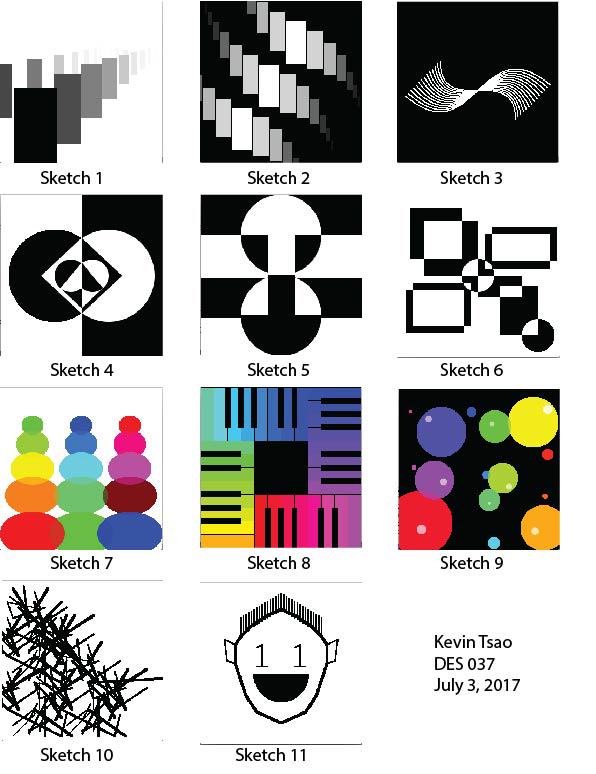 Sketch 1
Sketch 2
Sketch 3
Sketch 4
Sketch 5
Sketch 6
Sketch 7
Sketch 8
Sketch 9
1 1
Sketch 10
Sketch 11
Kevin Tsao
DES 037
July 3, 2017